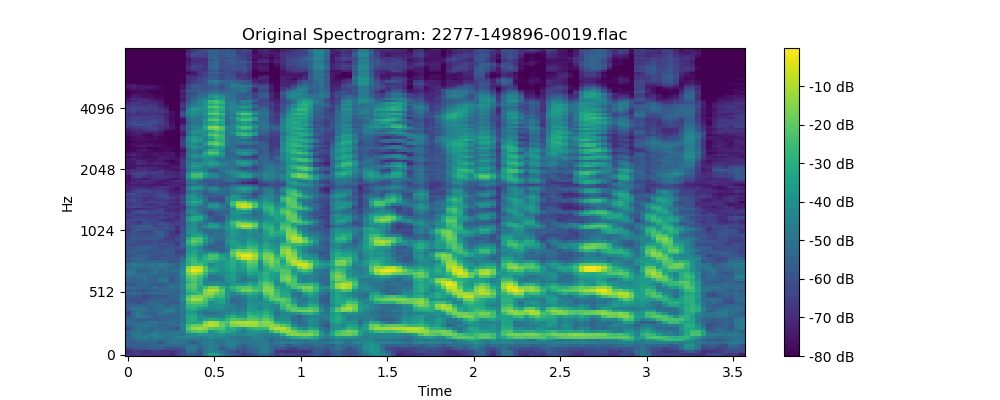 Original Spectrogram: 2277-149896-0019.flac
4096
2048
1024
512
0
Hz
0 0.5 1 1.5 2 2.5 3 3.5
Time
-10 dB
-20 dB
-30 dB
-40 dB
-50 dB
-60 dB
-70 dB
-80 dB